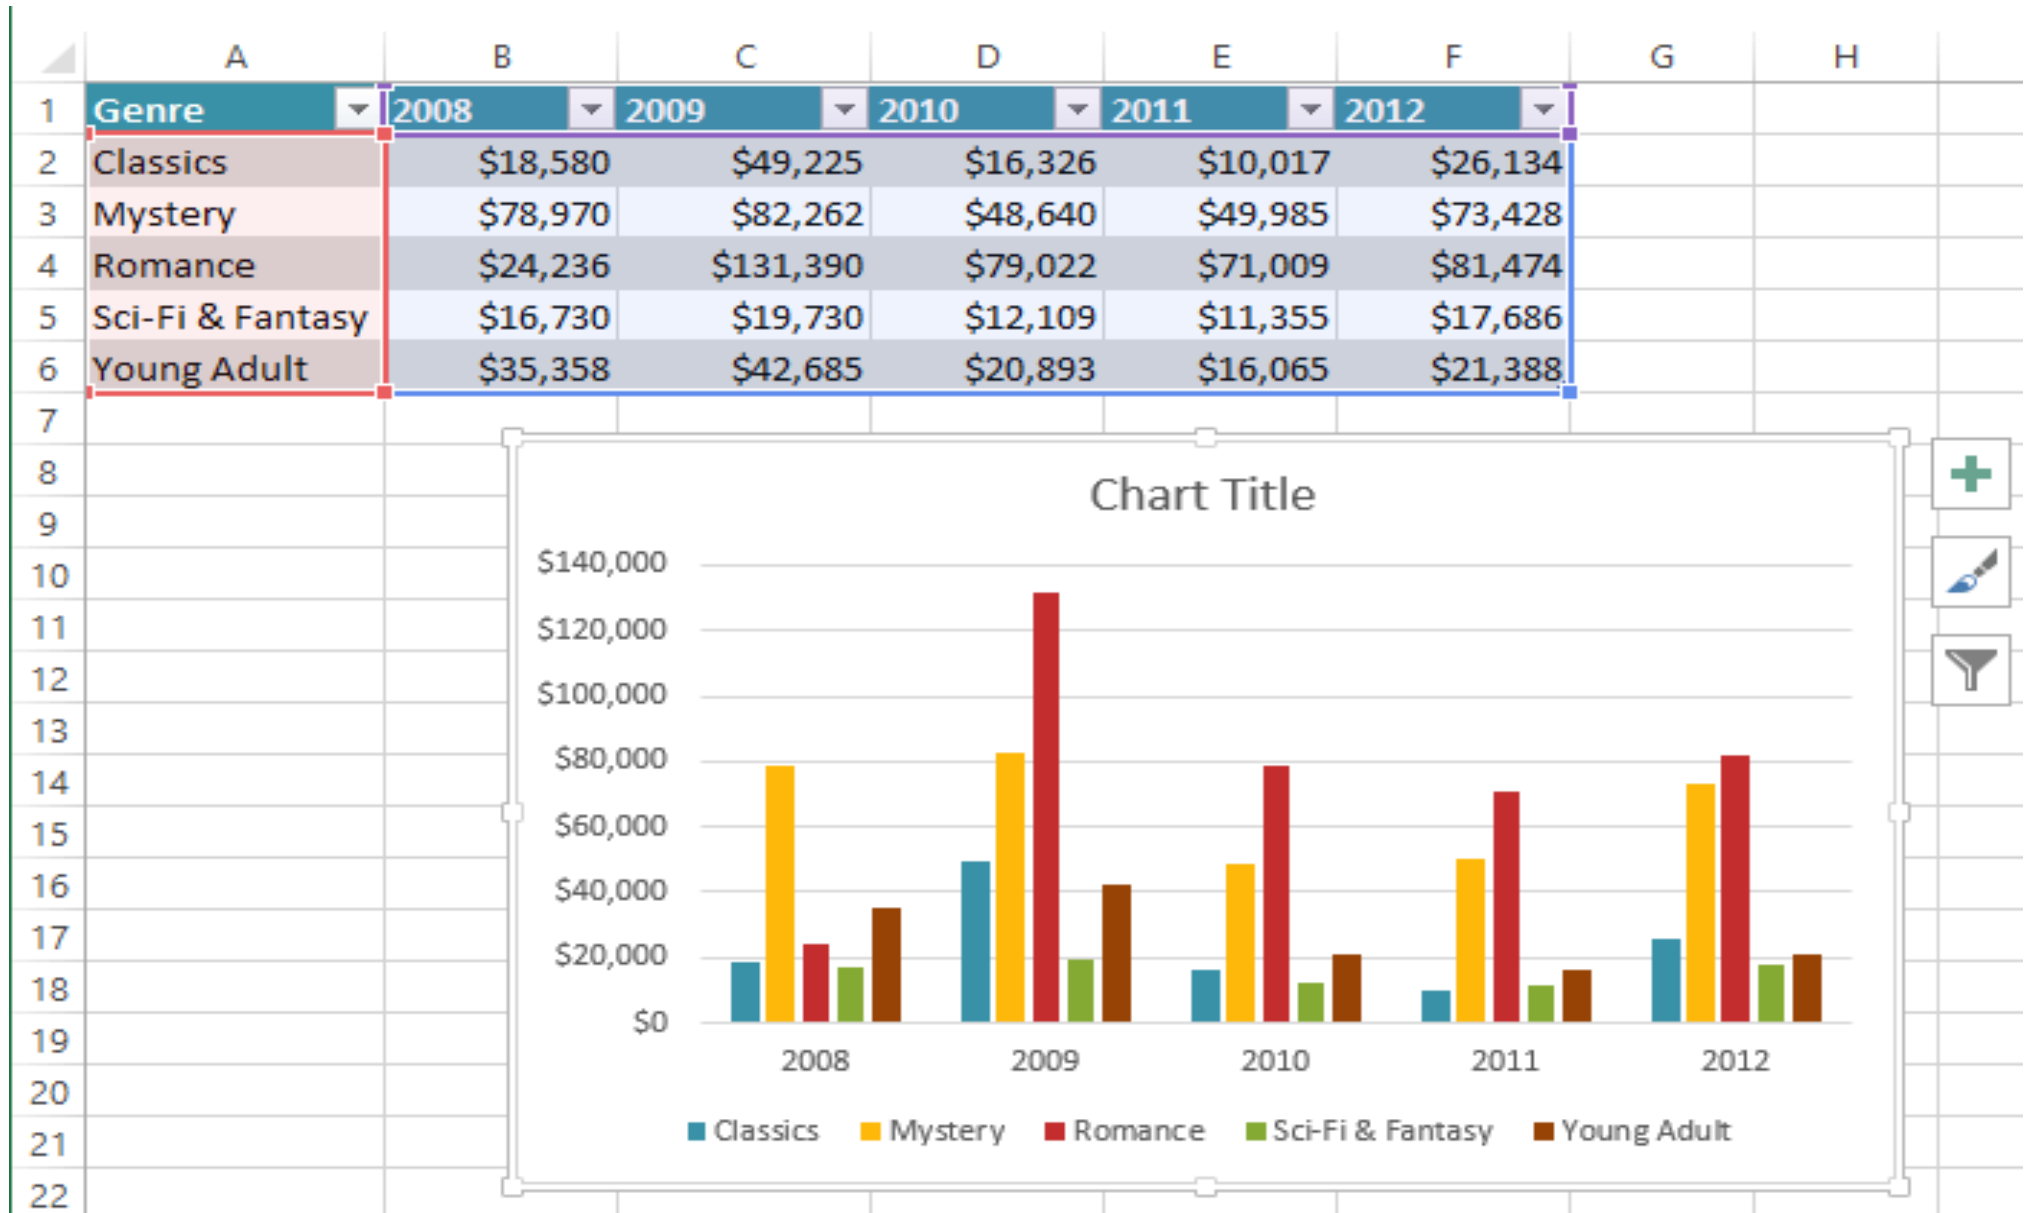 A B C D E F G H
1 Genre 2008 2009 2010 2011 2012
2 Classics $18,580 $49,225 $16,326 $10,017 $26,134
3 Mystery $78,970 $82,262 $48,640 $49,985 $73,428
4 Romance $24,236 $131,390 $79,022 $71,009 $81,474
5 Sci-Fi & Fantasy $16,730 $19,730 $12,109 $11,355 $17,686
6 Young Adult $35,358 $42,685 $20,893 $16,065 $21,388
7
8 Chart Title
9
$140,000
10
11 $120,000
12 $100,000
13
$80,000
14
15 $60,000
16 $40,000
17
$20,000
18
19 $0
2008 2009 2010 2011 2012
20
21 Classics Mystery Romance Sci-Fi & Fantasy Young Adult
22